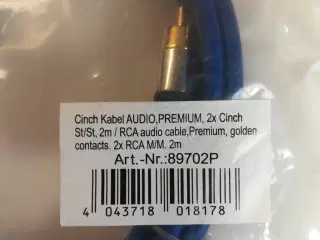 Cinch Kabel AUDIO,PREMIUM, 2x Cinch
St/St, 2m / RCA audio cable,Premium, golden
contacts. 2x RCA M/M. 2m
Art.-Nr.:89702P
4 043718 018178